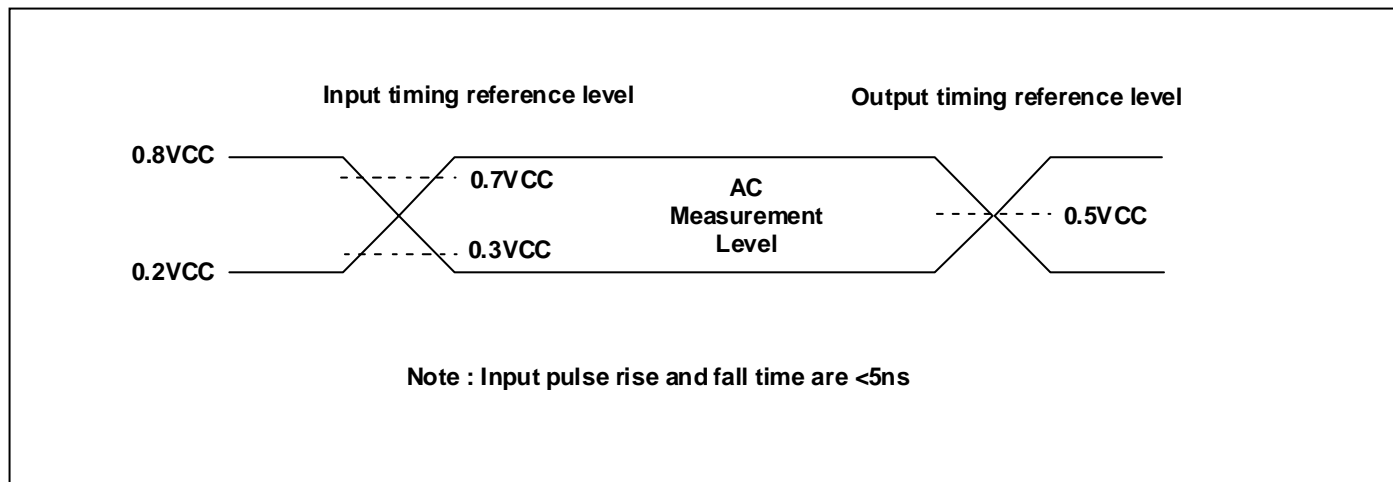 Input timing reference level
Output timing reference level
0.8VCC
0.7VCC
AC
Measurement
Level
0.5VCC
0.3VCC
0.2VCC
Note : Input pulse rise and fall time are <5ns